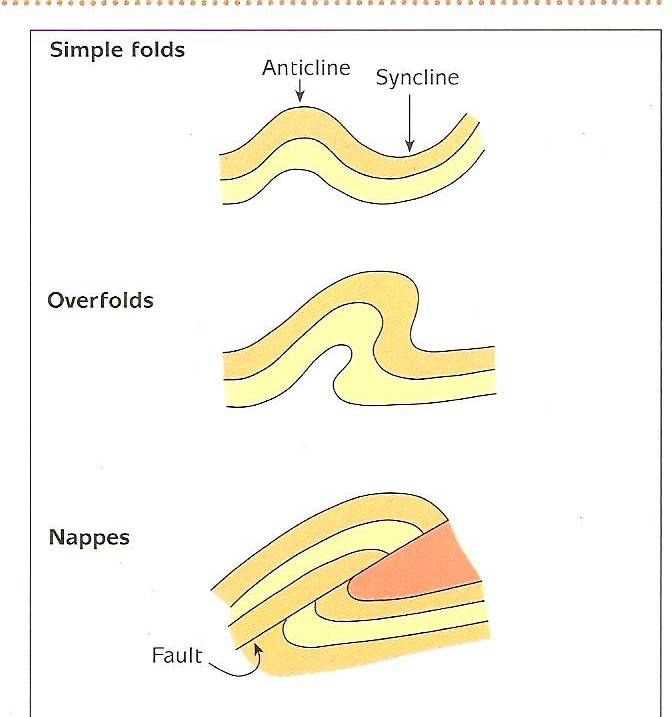 Simple folds
Anticline
Syncline
Overfolds
Nappes
Fault